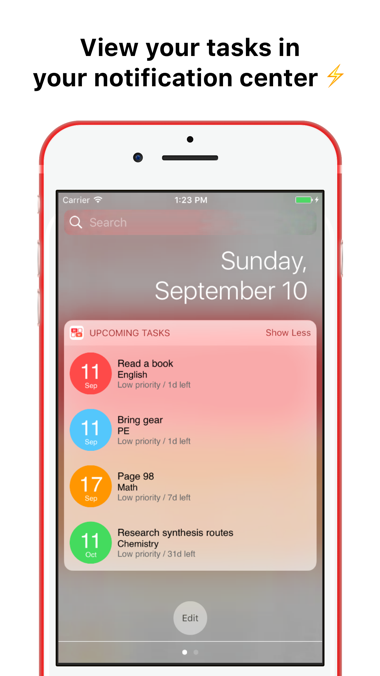 View your tasks in
your notification center ⚡
Carrier 1:23 PM
Search
Sunday,
September 10
UPCOMING TASKS Show Less
11
Sep
Read a book
English
Low priority / 1d left
11
Sep
Bring gear
PE
Low priority / 1d left
17
Sep
Page 98
Math
Low priority / 7d left
11
Oct
Research synthesis routes
Chemistry
Low priority / 31d left
Edit